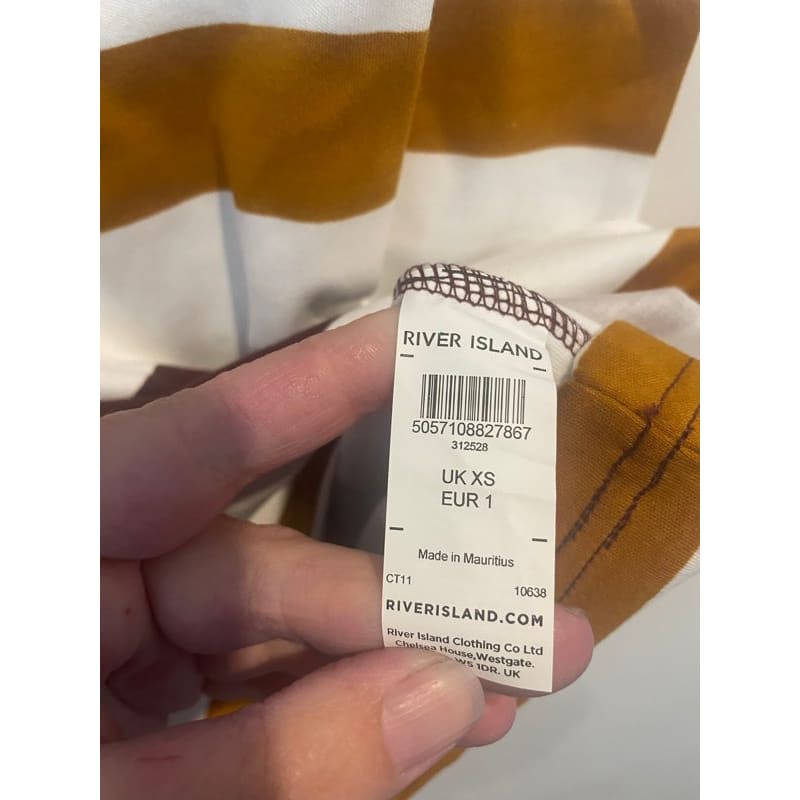 RIVER ISLAND
5057108827867
312528
UK XS
EUR 1
Made in Mauritius
CT11
10638
RIVERISLAND.COM
River Island Clothing Co Ltd
Chelsea House,Westgate.
W5 1DR. UK